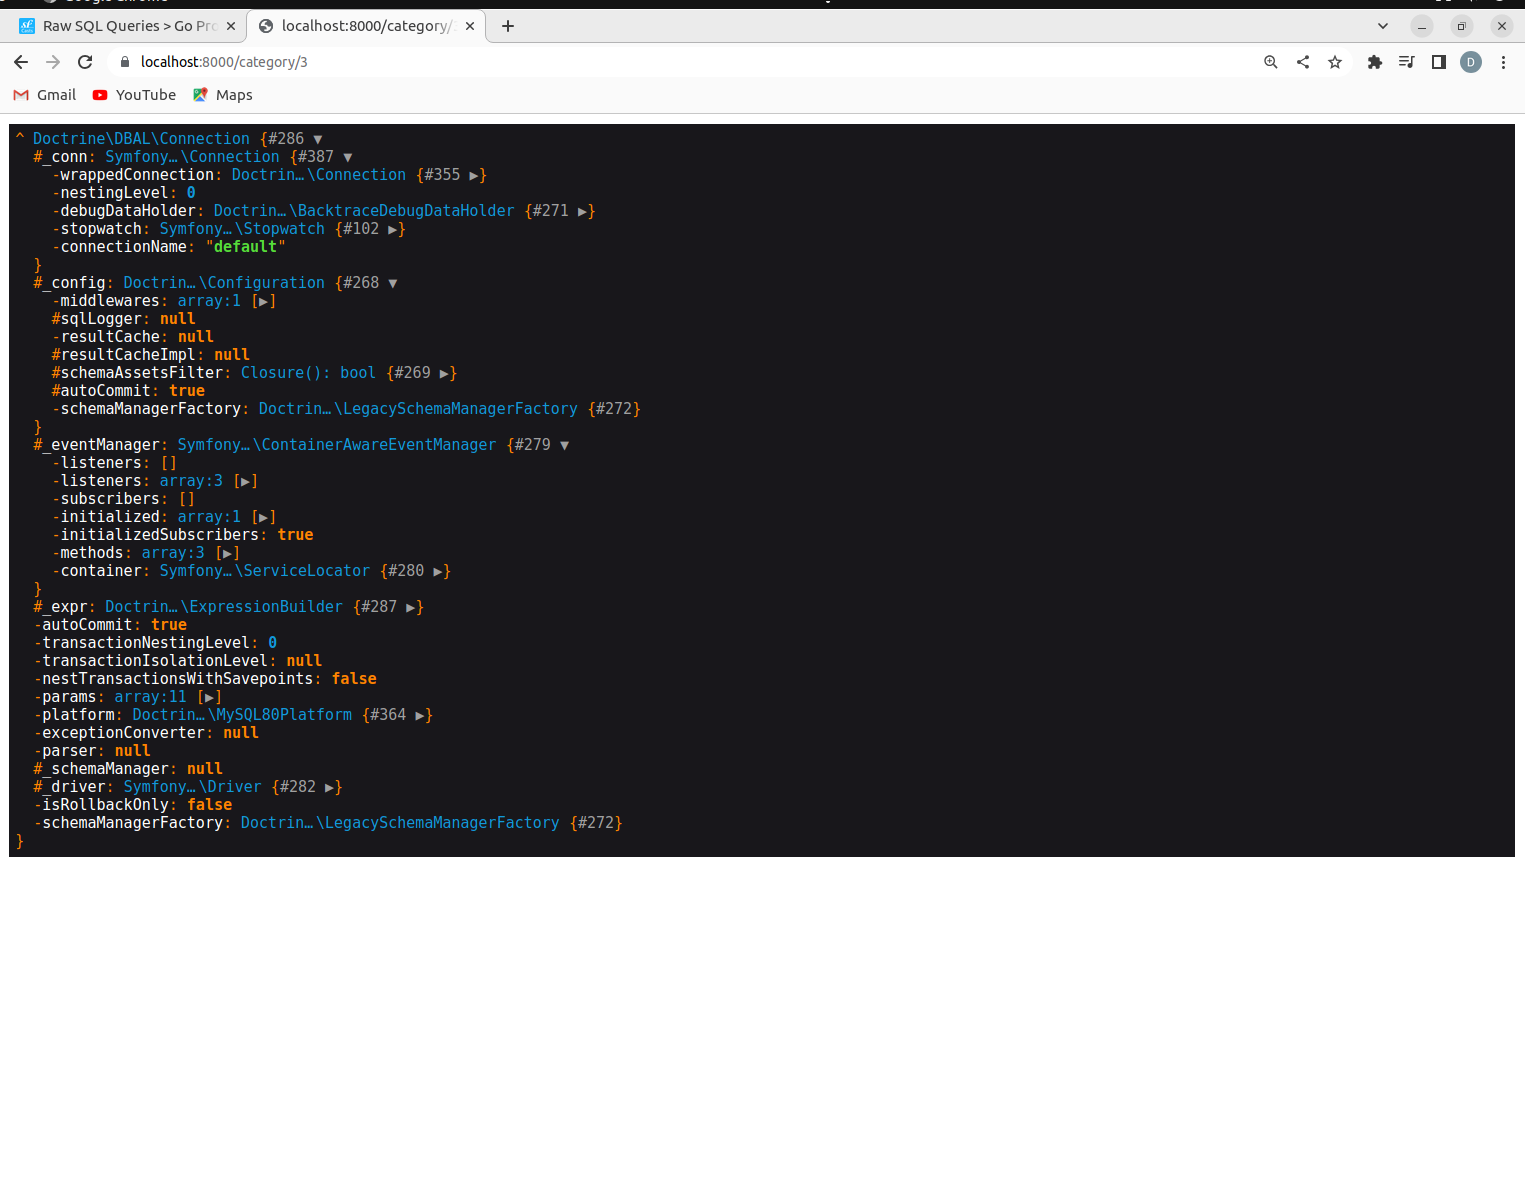 Raw SQL Queries > Go Pro
localhost:8000/category/
localhost:8000/category/3
D
Gmail
YouTube
Maps
^ Doctrine\DBAL\Connection {#286 ▼
#_conn: Symfony…\Connection {#387 ▼
-wrappedConnection: Doctrin…\Connection {#355 ▶}
-nestingLevel: 0
-debugDataHolder: Doctrin…\BacktraceDebugDataHolder {#271 ▶}
-stopwatch: Symfony…\Stopwatch {#102 ▶}
-connectionName: "default"
}
#_config: Doctrin…\Configuration {#268 ▼
-middlewares: array:1 [▶]
#sqlLogger: null
-resultCache: null
#resultCacheImpl: null
#schemaAssetsFilter: Closure(): bool {#269 ▶}
#autoCommit: true
-schemaManagerFactory: Doctrin…\LegacySchemaManagerFactory {#272}
}
#_eventManager: Symfony…\ContainerAwareEventManager {#279 ▼
-listeners: []
-listeners: array:3 [▶]
-subscribers: []
-initialized: array:1 [▶]
-initializedSubscribers: true
-methods: array:3 [▶]
-container: Symfony…\ServiceLocator {#280 ▶}
}
#_expr: Doctrin…\ExpressionBuilder {#287 ▶}
-autoCommit: true
-transactionNestingLevel: 0
-transactionIsolationLevel: null
-nestTransactionsWithSavepoints: false
-params: array:11 [▶]
-platform: Doctrin…\MySQL80Platform {#364 ▶}
-exceptionConverter: null
-parser: null
#_schemaManager: null
#_driver: Symfony…\Driver {#282 ▶}
-isRollbackOnly: false
-schemaManagerFactory: Doctrin…\LegacySchemaManagerFactory {#272}
}